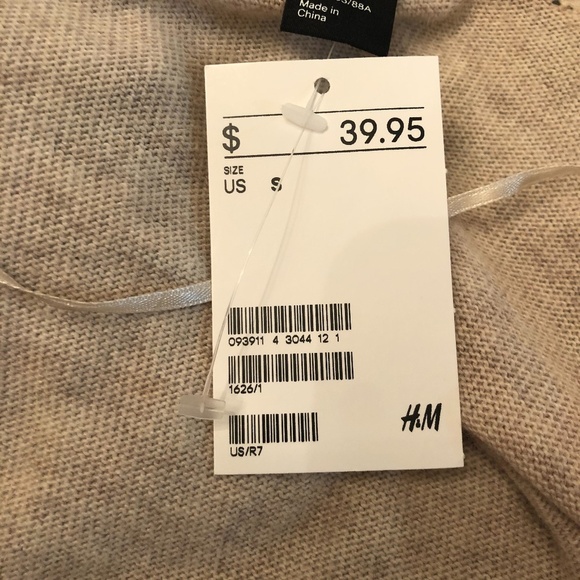 Made in
China
$ 39.95
SIZE
US S
093911 4 3044 12 1
1626/1
H&M
US/R7